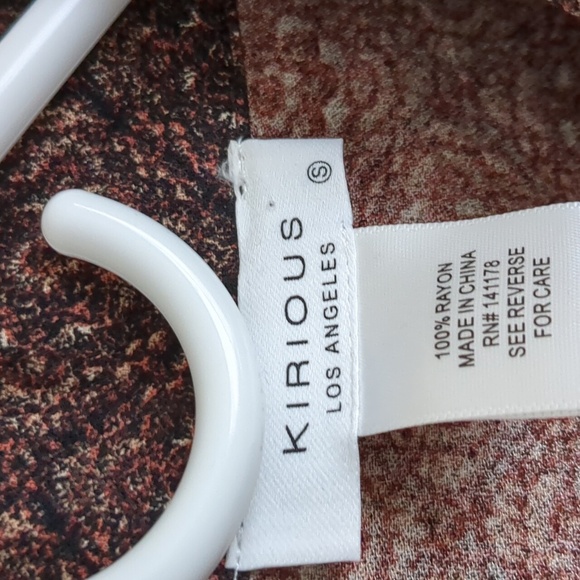 KIRIOUS
LOS ANGELES
S
100% RAYON
MADE IN CHINA
RN# 141178
SEE REVERSE
FOR CARE